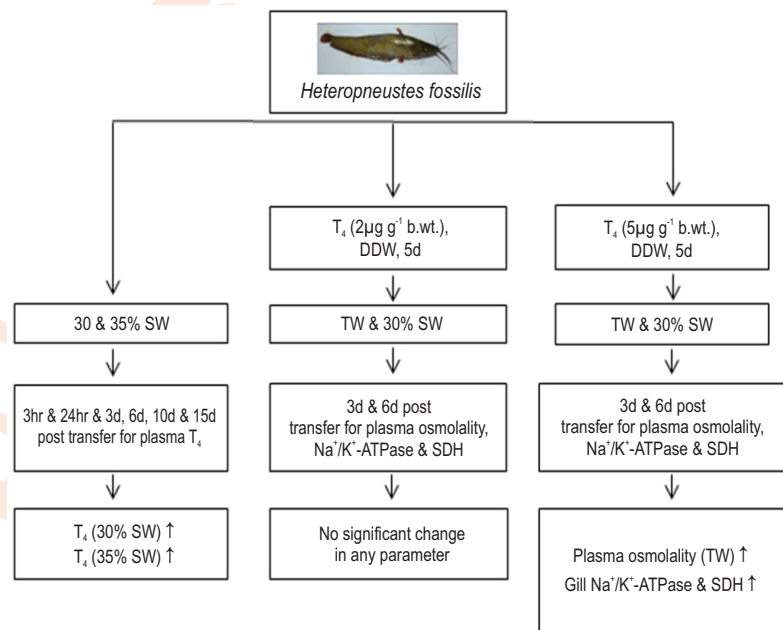 Heteropneustes fossilis
T₄ (2µg g⁻¹ b.wt.),
DDW, 5d
T₄ (5µg g⁻¹ b.wt.),
DDW, 5d
30 & 35% SW
TW & 30% SW
TW & 30% SW
3hr & 24hr & 3d, 6d, 10d & 15d
post transfer for plasma T₄
3d & 6d post
transfer for plasma osmolality,
Na⁺/K⁺-ATPase & SDH
3d & 6d post
transfer for plasma osmolality,
Na⁺/K⁺-ATPase & SDH
T₄ (30% SW) ↑
T₄ (35% SW) ↑
No significant change
in any parameter
Plasma osmolality (TW) ↑
Gill Na⁺/K⁺-ATPase & SDH ↑